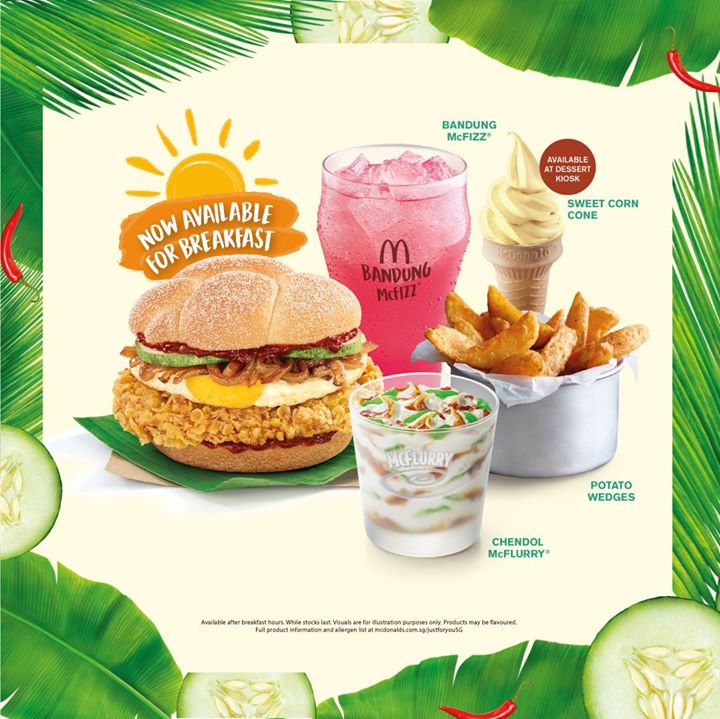 BANDUNG
McFIZZ®
AVAILABLE
AT DESSERT
KIOSK
SWEET CORN
CONE
NOW AVAILABLE
FOR BREAKFAST
BANDUNG
McFIZZ
McDonald's
McFLURRY
POTATO
WEDGES
CHENDOL
McFLURRY®
Available after breakfast hours. While stocks last. Visuals are for illustration purposes only. Products may be flavoured.
Full product information and allergen list at mcdonalds.com.sg/justforyouSG